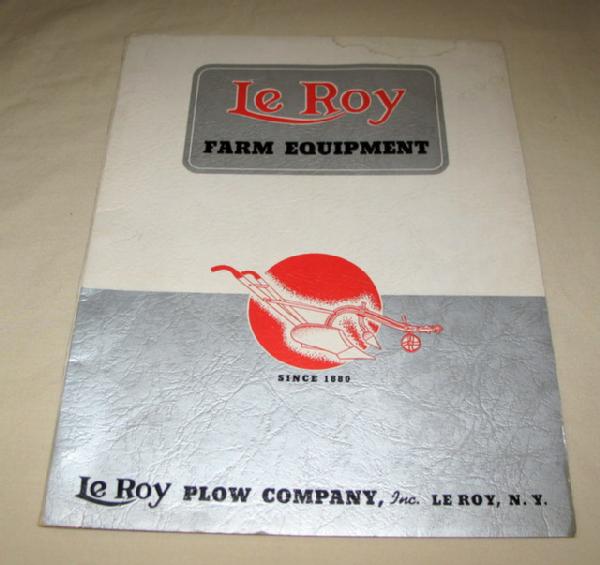 Le Roy
FARM EQUIPMENT
SINCE 1889
Le Roy PLOW COMPANY, Inc. LE ROY, N. Y.